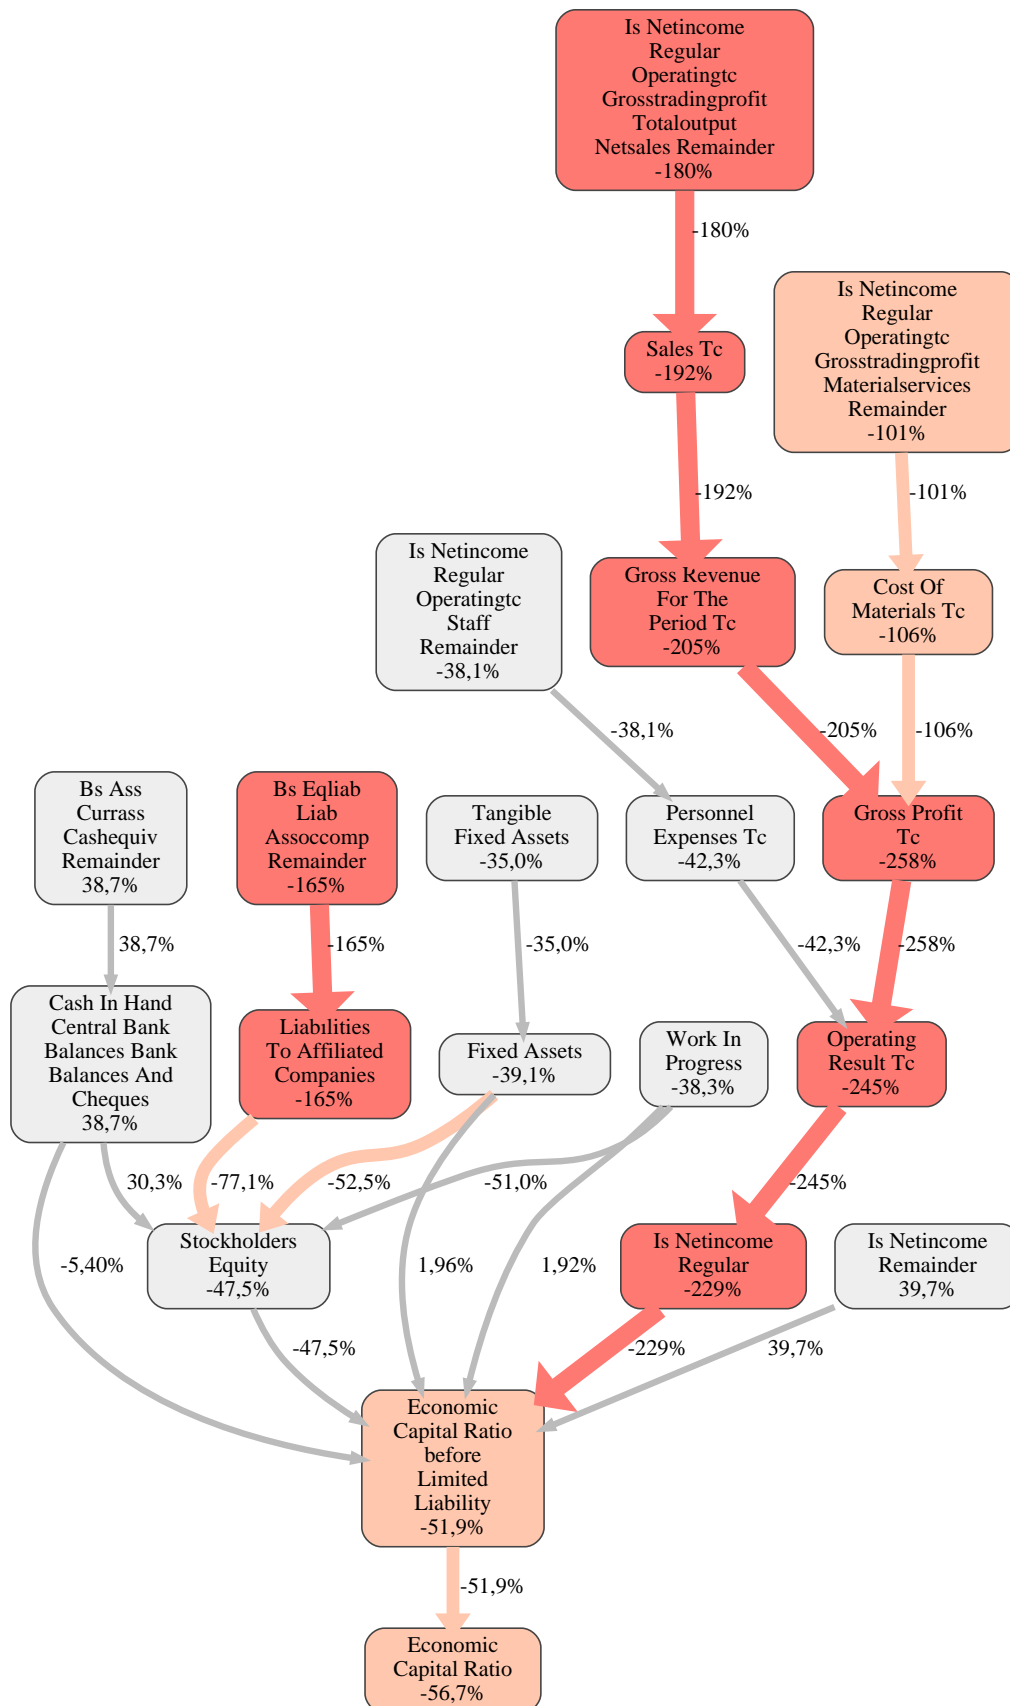 Is Netincome
Regular
Operatingtc
Grosstradingprofit
Totaloutput
Netsales Remainder
-180%
-180%
Is Netincome
Regular
Operatingtc
Grosstradingprofit
Materialservices
Remainder
-101%
Sales Tc
-192%
-192%
-101%
Is Netincome
Regular
Operatingtc
Staff
Remainder
-38,1%
Gross Revenue
For The
Period Tc
-205%
Cost Of
Materials Tc
-106%
-38,1%
-205%
-106%
Bs Ass
Currass
Cashequiv
Remainder
38,7%
Bs Eqliab
Liab
Assoccomp
Remainder
-165%
Tangible
Fixed Assets
-35,0%
Personnel
Expenses Tc
-42,3%
Gross Profit
Tc
-258%
38,7%
-165%
-35,0%
-42,3%
-258%
Cash In Hand
Central Bank
Balances Bank
Balances And
Cheques
38,7%
Liabilities
To Affiliated
Companies
-165%
Fixed Assets
-39,1%
Work In
Progress
-38,3%
Operating
Result Tc
-245%
30,3%
-77,1%
-52,5%
-51,0%
-245%
Stockholders
Equity
-47,5%
Is Netincome
Regular
-229%
Is Netincome
Remainder
39,7%
-5,40%
1,96%
1,92%
-47,5%
-229%
39,7%
Economic
Capital Ratio
before
Limited
Liability
-51,9%
-51,9%
Economic
Capital Ratio
-56,7%